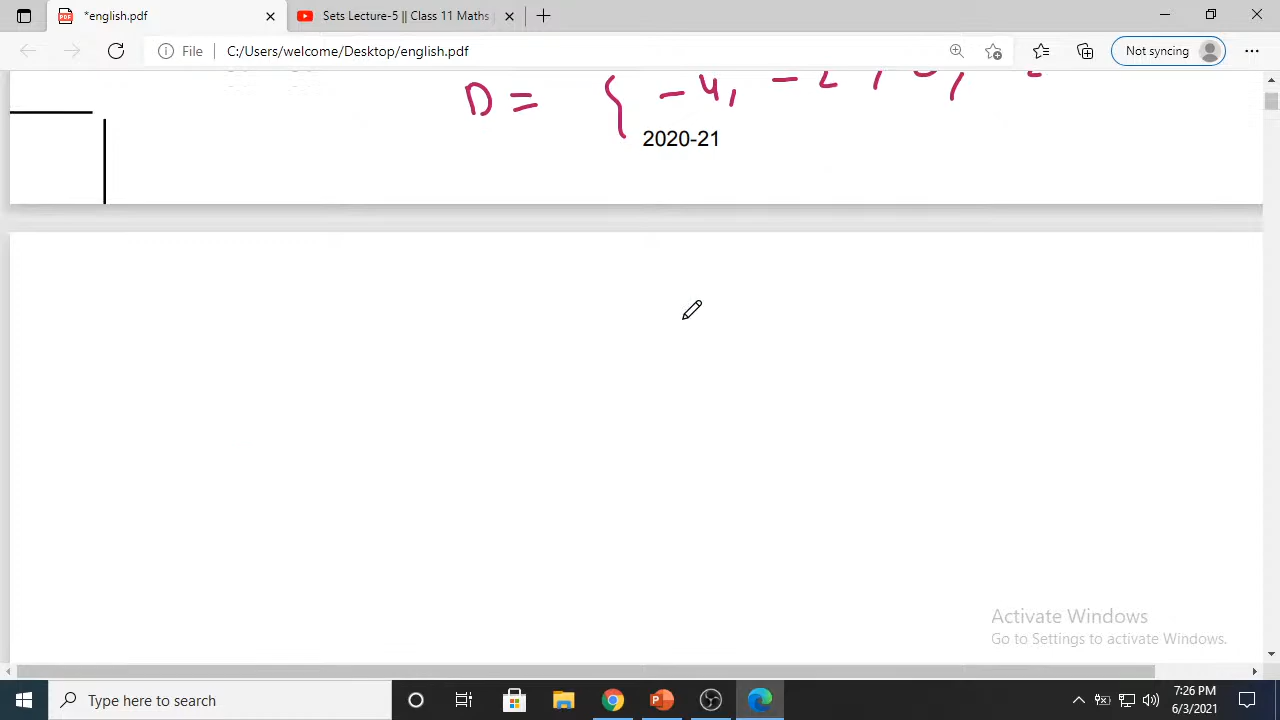 *english.pdf
Sets Lecture-5 || Class 11 Maths
File
C:/Users/welcome/Desktop/english.pdf
Not syncing
D = { -4, -2, 0, 2
2020-21
Activate Windows
Go to Settings to activate Windows.
Type here to search
7:26 PM
6/3/2021